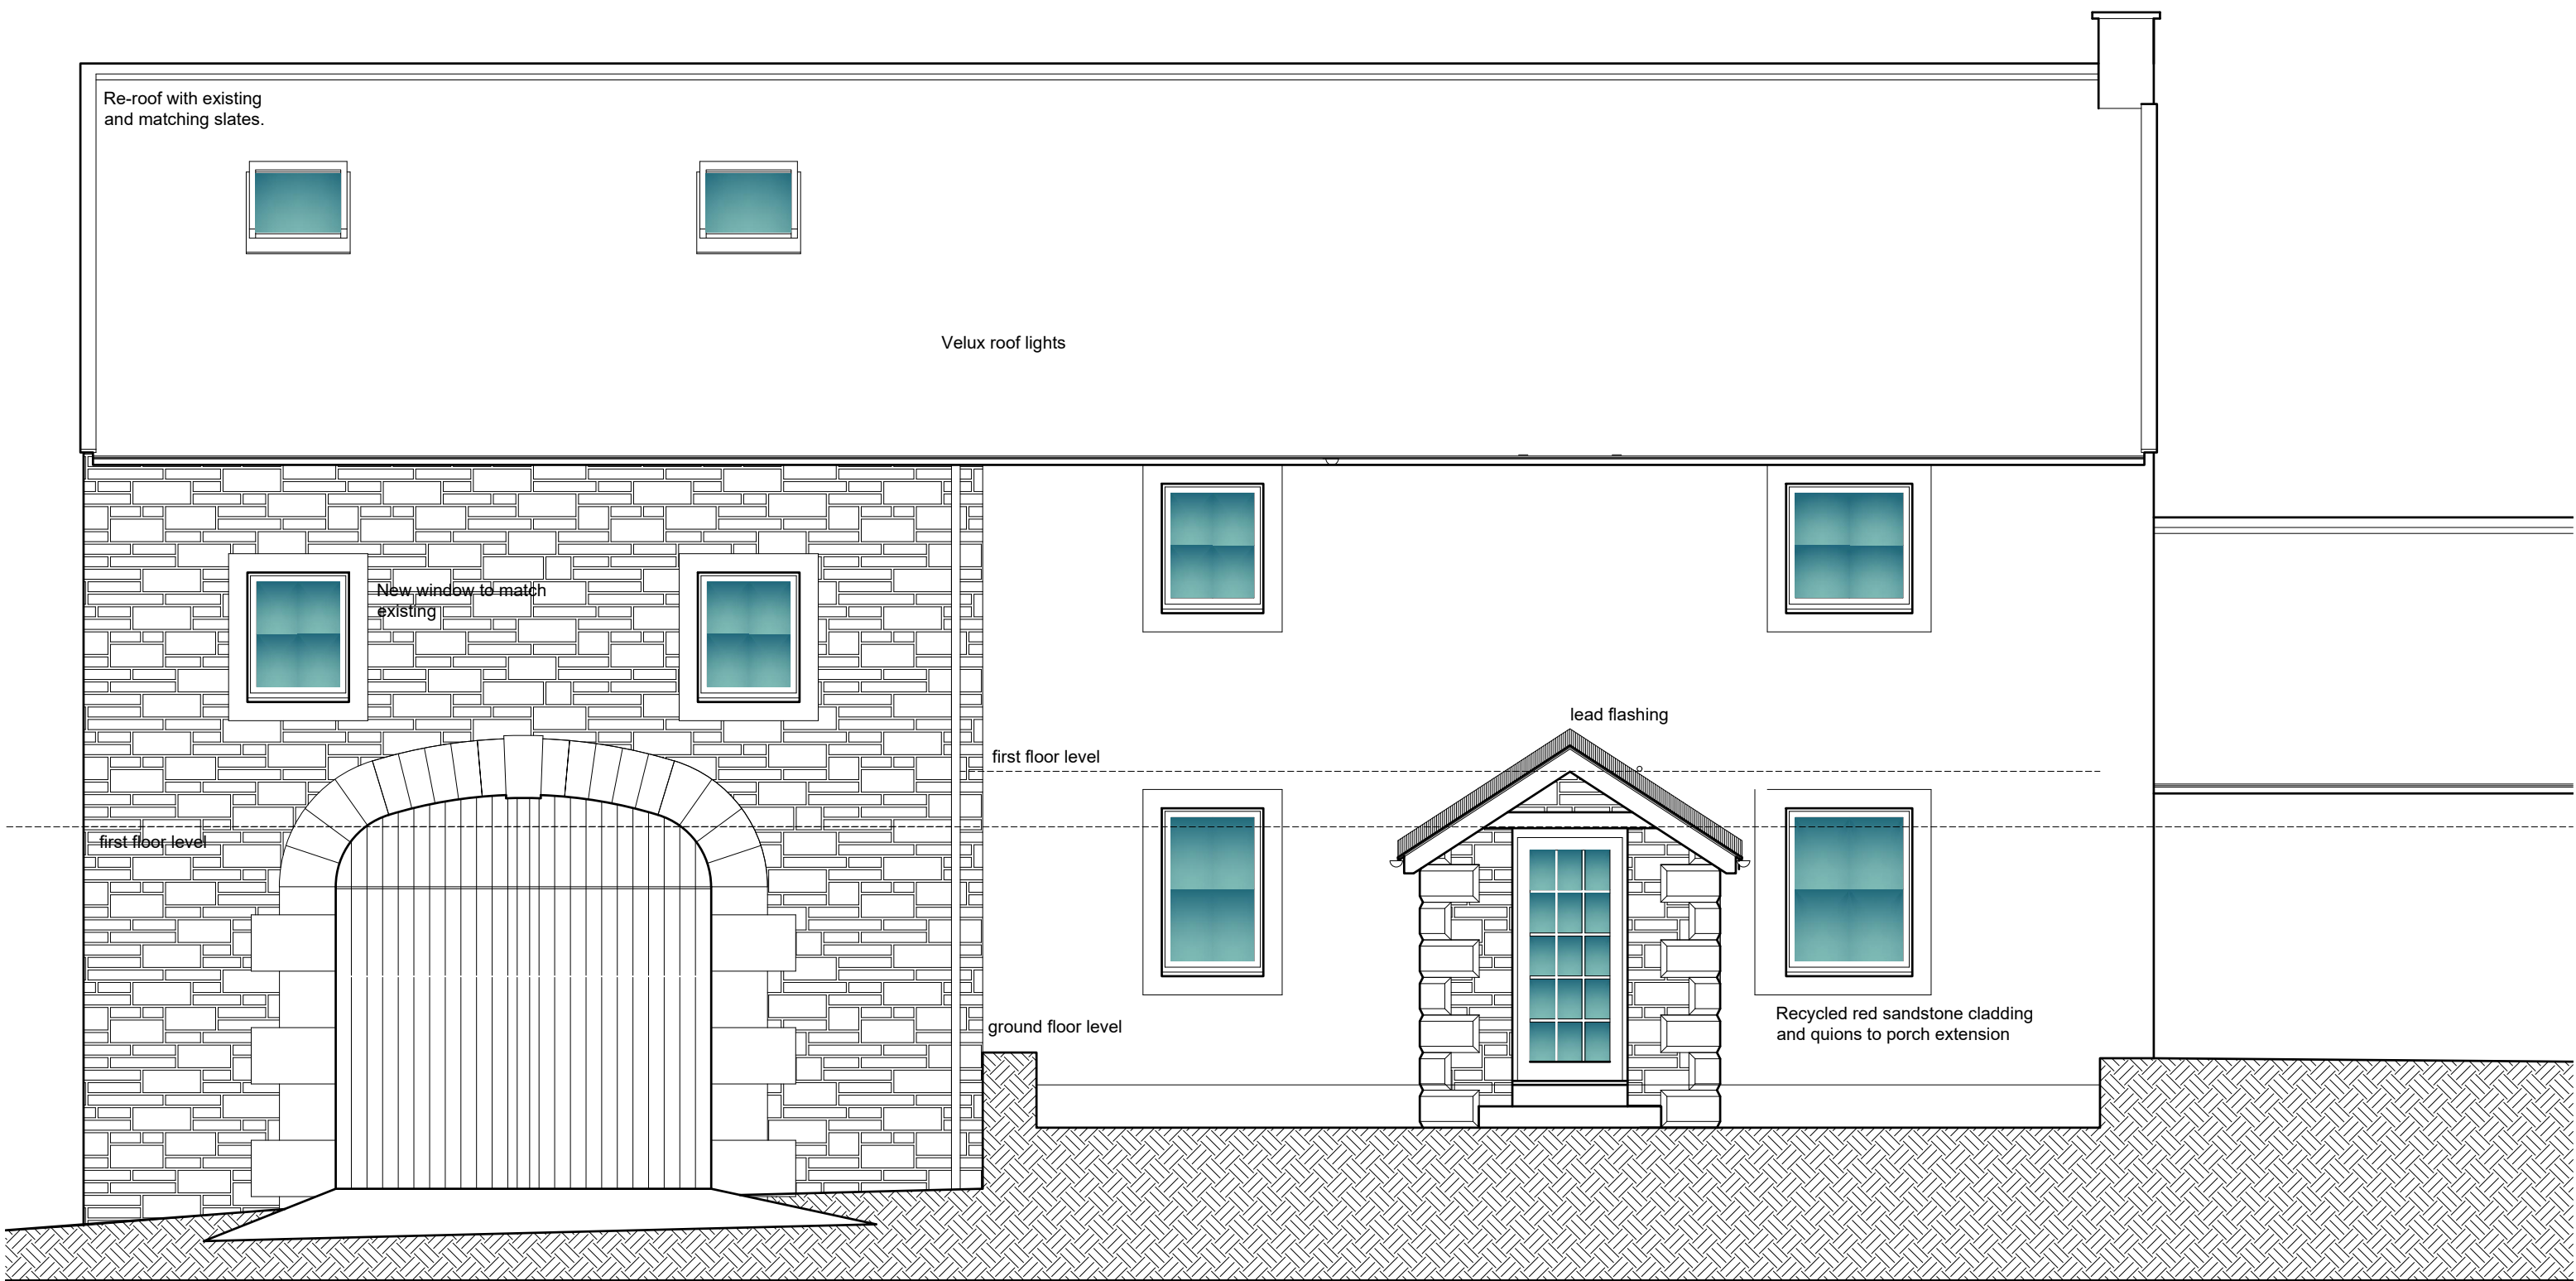 Re-roof with existing
and matching slates.
Velux roof lights
New window to match
existing
lead flashing
first floor level
first floor level
ground floor level
Recycled red sandstone cladding
and quions to porch extension